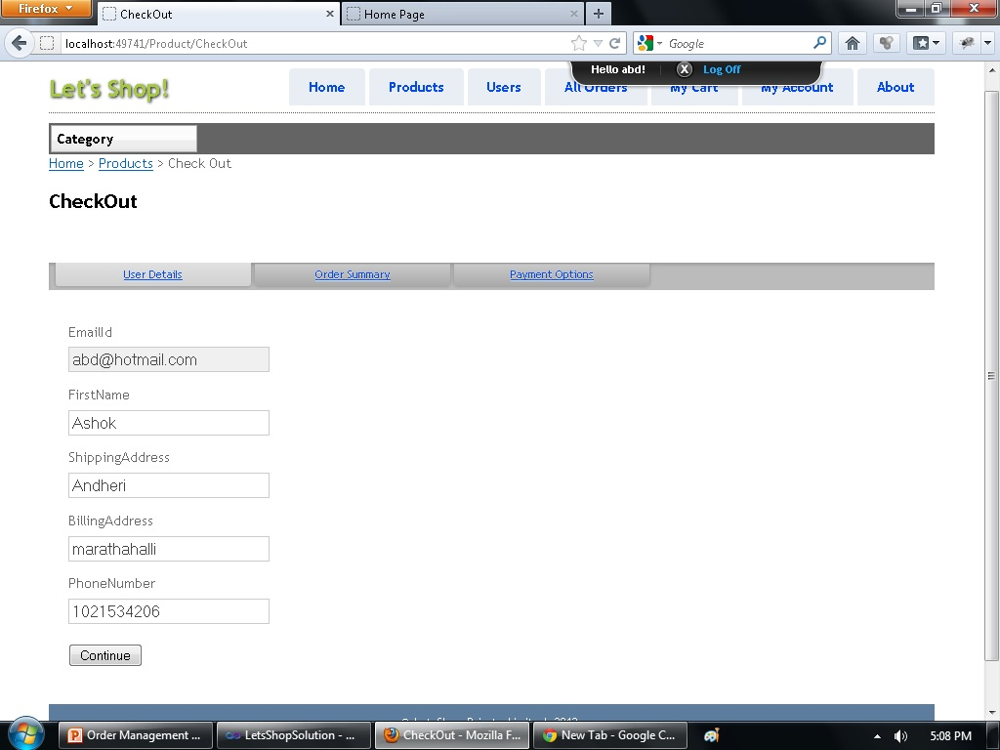 Firefox
CheckOut
Home Page
localhost:49741/Product/CheckOut
Google
Hello abd!
X
Log Off
Let's Shop!
Home
Products
Users
All Orders
My Cart
My Account
About
Category
Home > Products > Check Out
CheckOut
User Details
Order Summary
Payment Options
EmailId
abd@hotmail.com
FirstName
Ashok
ShippingAddress
Andheri
BillingAddress
marathahalli
PhoneNumber
1021534206
Continue
Order Management ...
LetsShopSolution - ...
CheckOut - Mozilla F...
New Tab - Google C...
5:08 PM